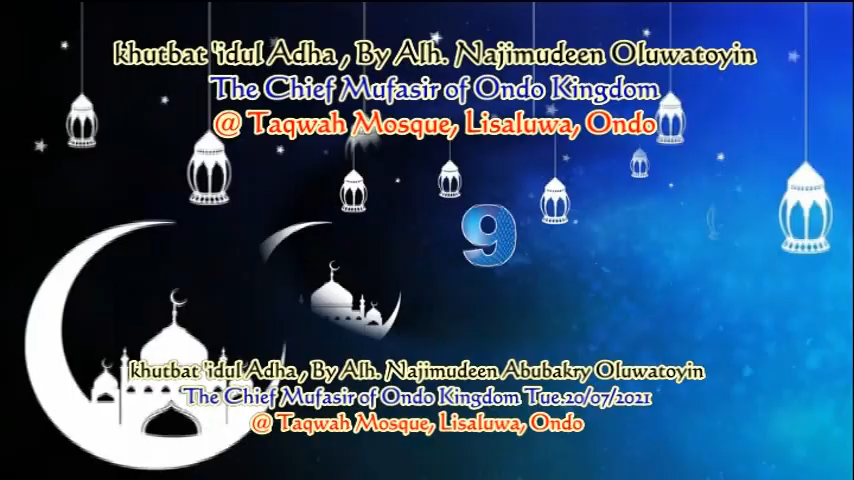 khutbat 'idul Adha , By Alh. Najimudeen Oluwatoyin
The Chief Mufasir of Ondo Kingdom
@ Taqwah Mosque, Lisaluwa, Ondo
9
khutbat 'idul Adha , By Alh. Najimudeen Abubakry Oluwatoyin
The Chief Mufasir of Ondo Kingdom Tue.20/07/2021
@ Taqwah Mosque, Lisaluwa, Ondo